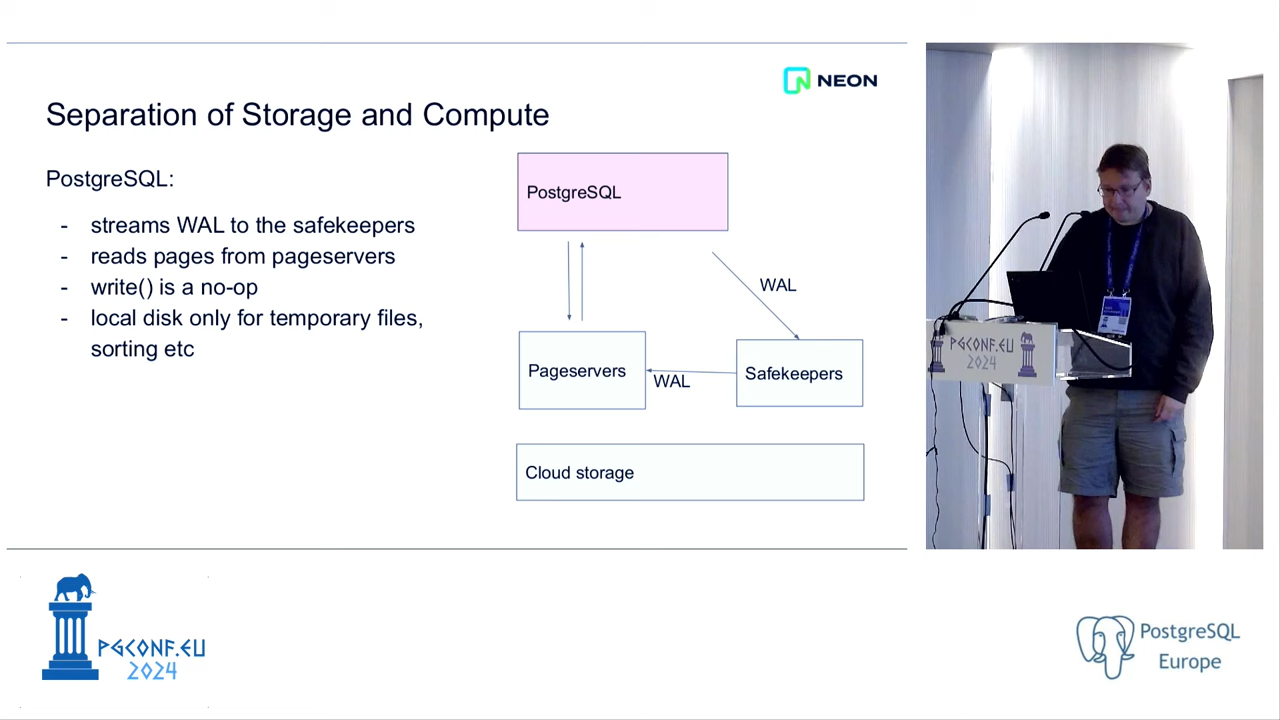 NEON
Separation of Storage and Compute
PostgreSQL:
- streams WAL to the safekeepers
- reads pages from pageservers
- write() is a no-op
- local disk only for temporary files,
sorting etc
PostgreSQL
WAL
Pageservers
WAL
Safekeepers
Cloud storage
PGCONF.EU
2024
PGCONF.EU
2024
PostgreSQL
Europe